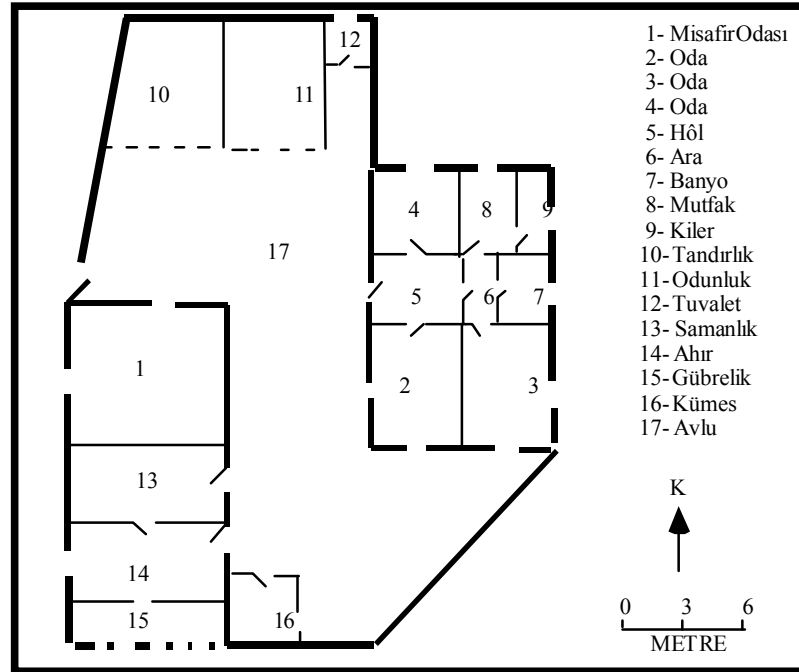 1- MisafirOdası
2- Oda
3- Oda
4- Oda
5- Hôl
6- Ara
7- Banyo
8- Mutfak
9- Kiler
10- Tandırlık
11- Odunluk
12- Tuvalet
13- Samanlık
14- Ahır
15- Gübrelik
16- Kümes
17- Avlu
12
10
11
4
8
9
17
5
6
7
1
2
3
13
14
15
16
K
0 3 6
METRE